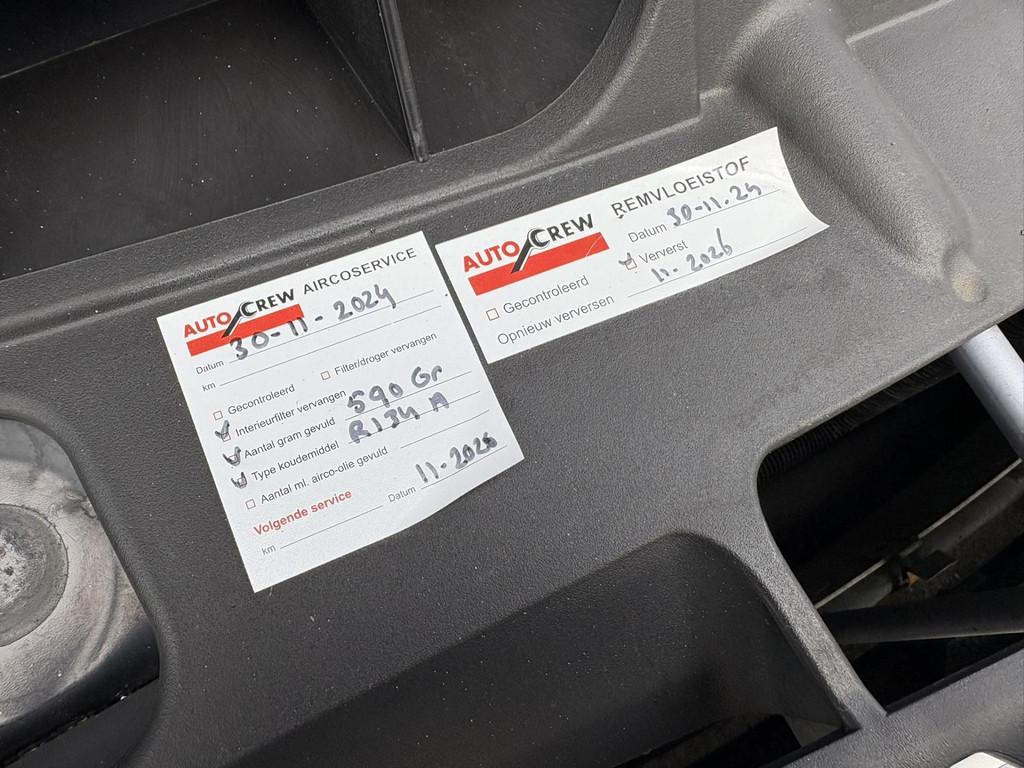 AUTO CREW AIRCOSERVICE
Datum 30-11-2024
km
Gecontroleerd Filter/droger vervangen
Interieurfilter vervangen
Aantal gram gevuld 590 Gr
Type koudemiddel R134 A
Aantal ml. airco-olie gevuld
Volgende service
km Datum 11-2026
AUTO CREW REMVLOEISTOF
Datum 30-11.24
Gecontroleerd Ververst
Opnieuw verversen 11-2026